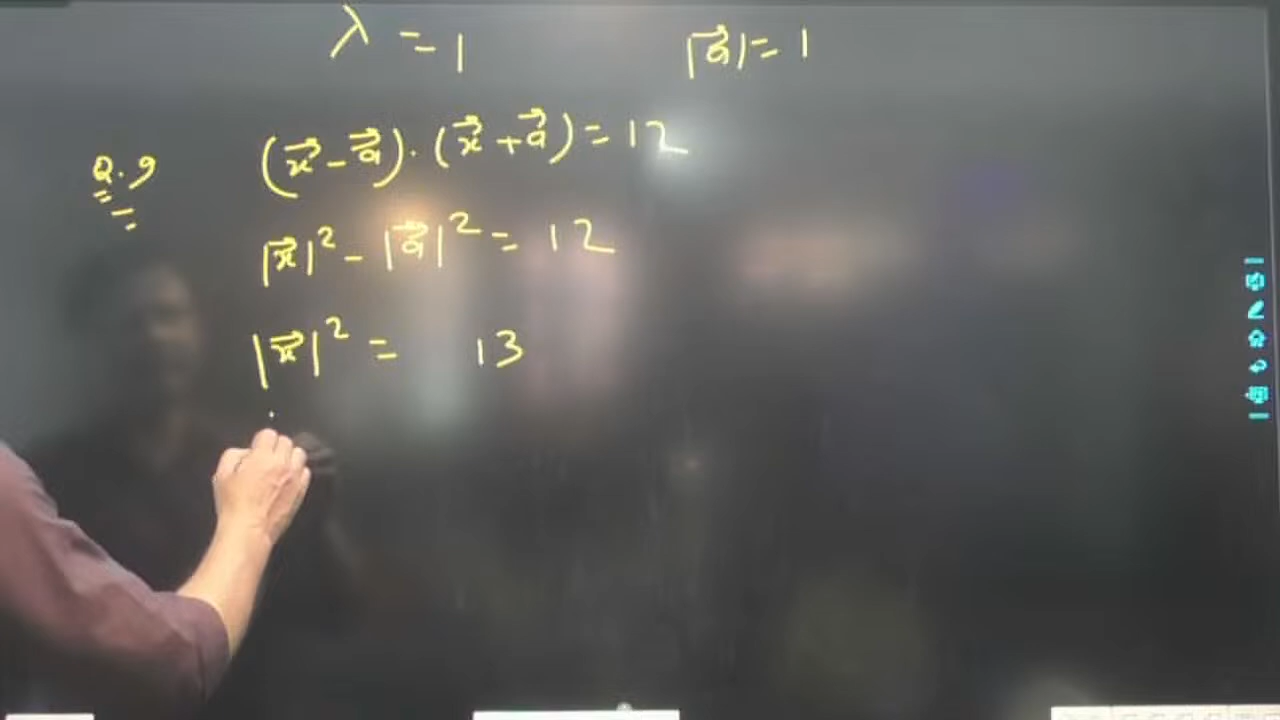 λ = 1 |a⃗| = 1
Q.9 (x⃗ - a⃗).(x⃗ + a⃗) = 12
|x⃗|² - |a⃗|² = 12
|x⃗|² = 13